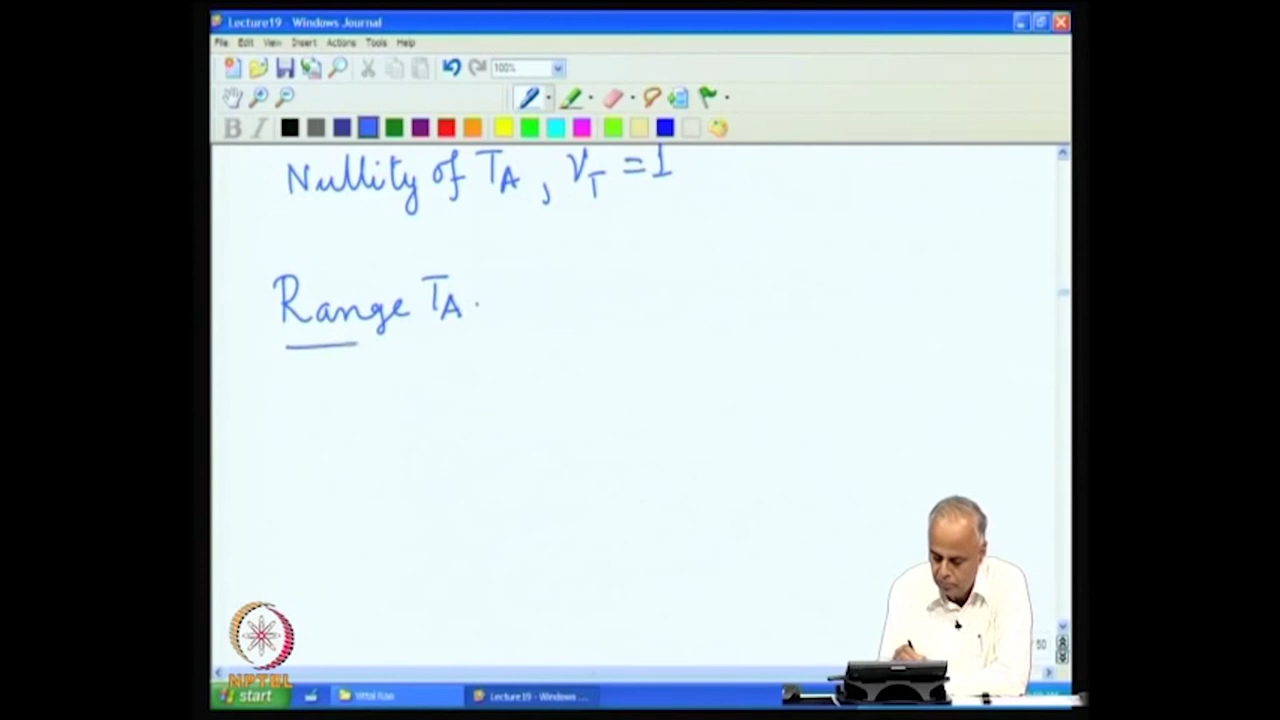 Lecture19 - Windows Journal
File Edit View Insert Actions Tools Help
100%
B I
Nullity of T_A, ν_T = 1
Range T_A.
50
NPTEL
start
Lecture19 - Windows ...